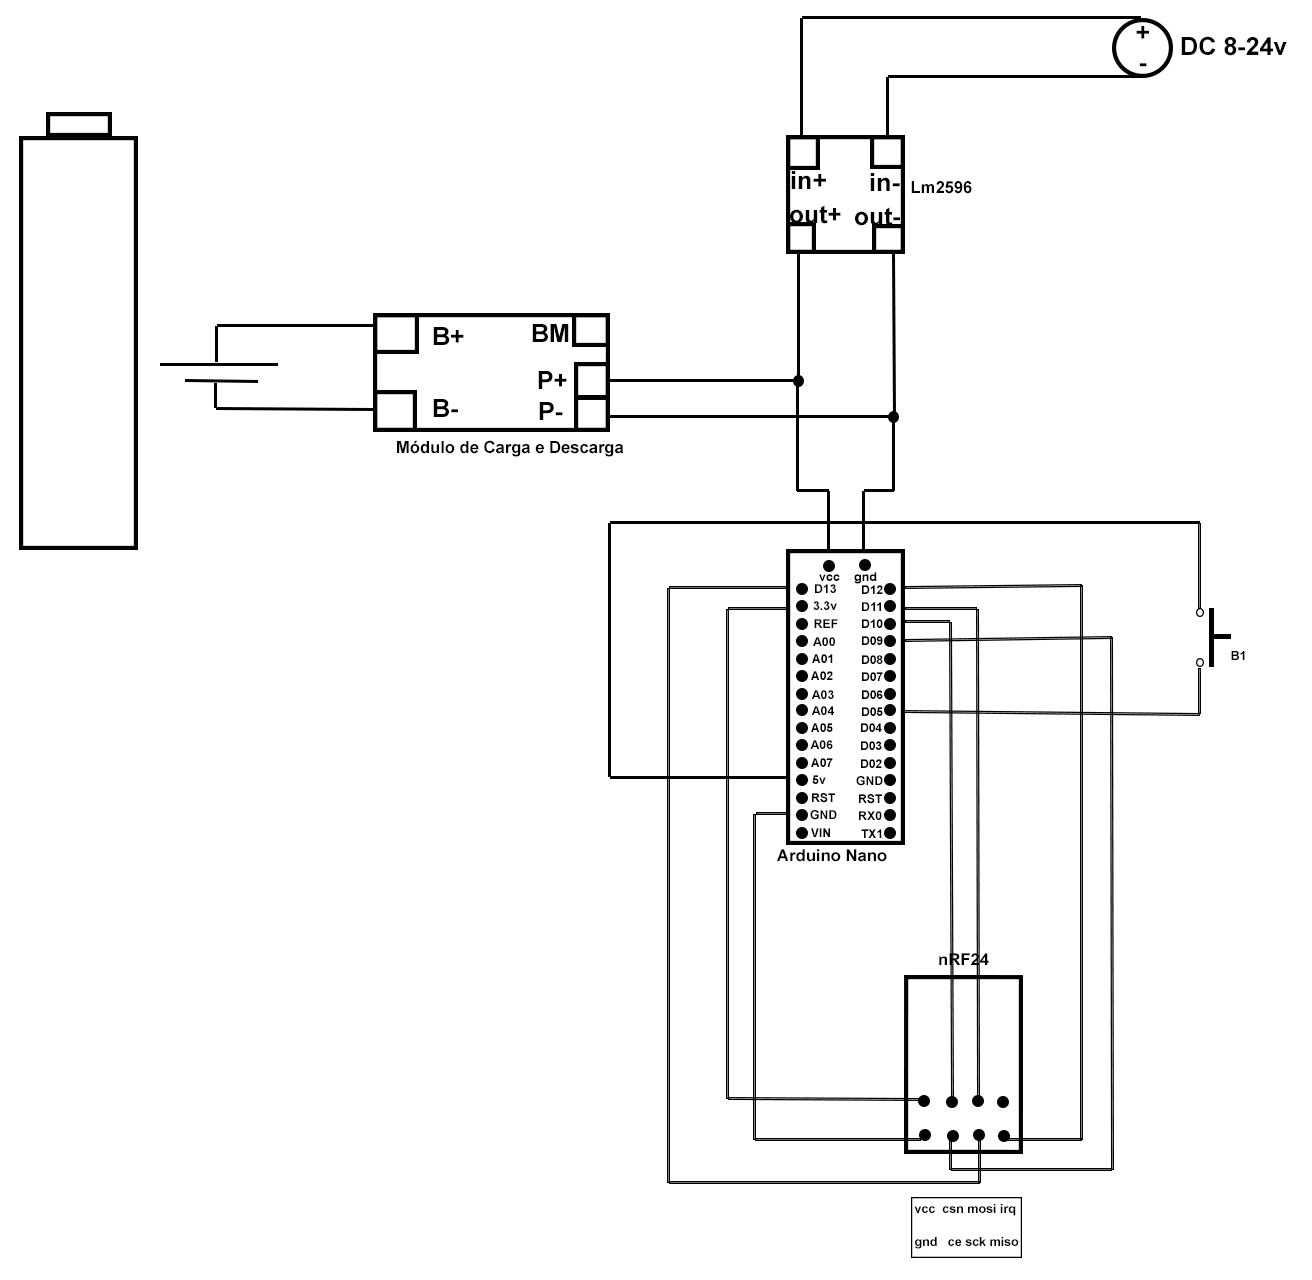 +
-
DC 8-24v
in+ in-
out+ out-
Lm2596
B+ BM
P+
B- P-
Módulo de Carga e Descarga
vcc gnd
D13 D12
3.3v D11
REF D10
A00 D09
A01 D08
A02 D07
A03 D06
A04 D05
A05 D04
A06 D03
A07 D02
5v GND
RST RST
GND RX0
VIN TX1
Arduino Nano
B1
nRF24
vcc csn mosi irq
gnd ce sck miso